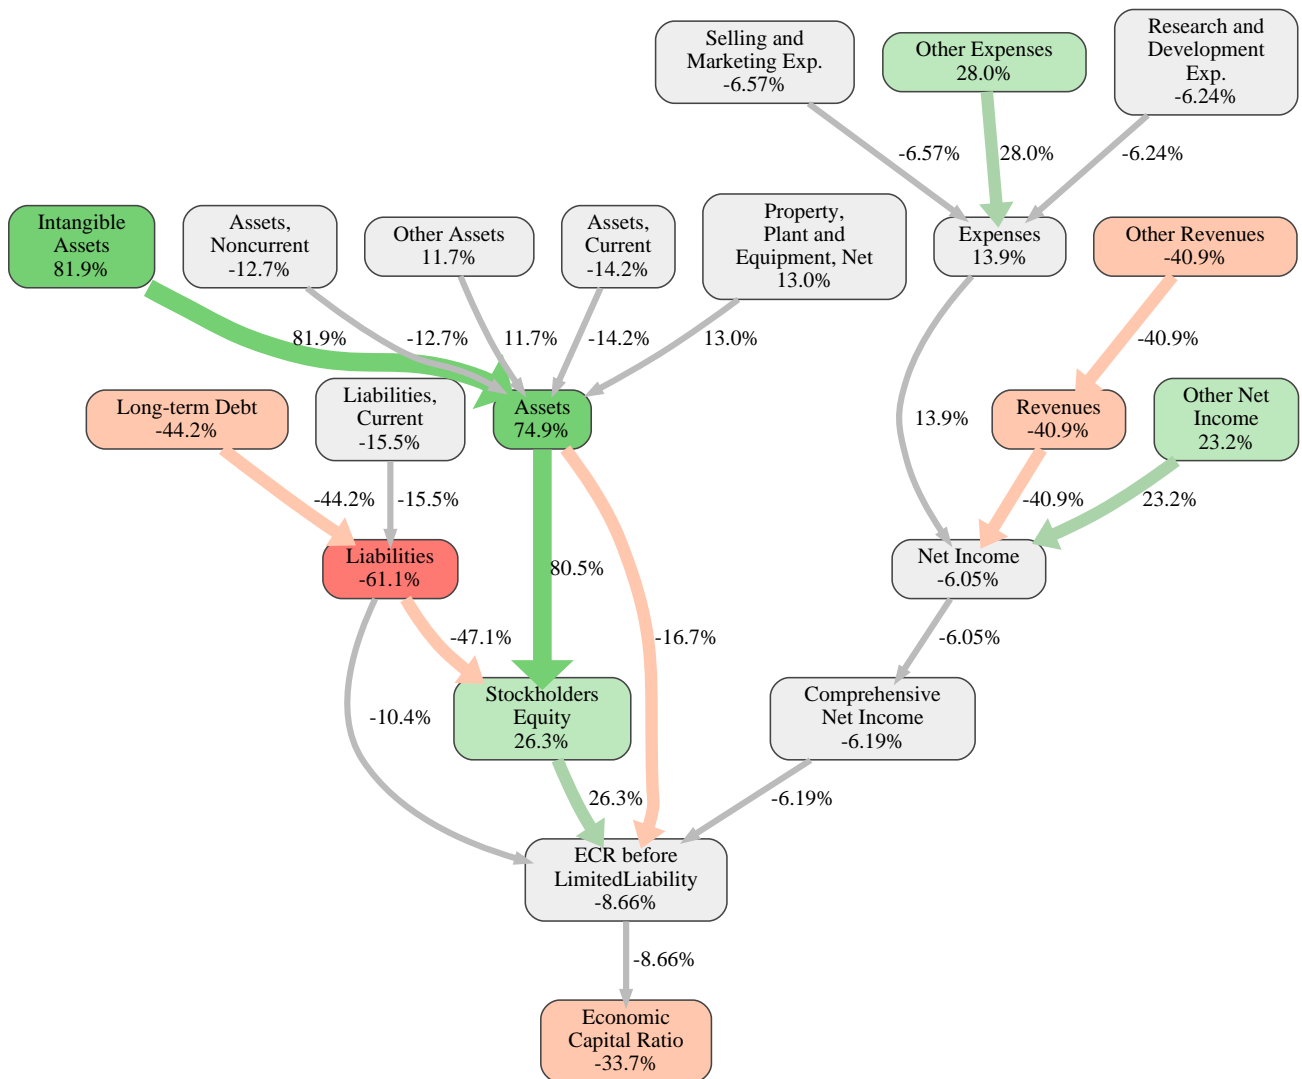 Selling and
Marketing Exp.
-6.57%
Other Expenses
28.0%
Research and
Development
Exp.
-6.24%
-6.57%
28.0%
-6.24%
Intangible
Assets
81.9%
Assets,
Noncurrent
-12.7%
Other Assets
11.7%
Assets,
Current
-14.2%
Property,
Plant and
Equipment, Net
13.0%
Expenses
13.9%
Other Revenues
-40.9%
81.9%
-12.7%
11.7%
-14.2%
13.0%
-40.9%
Long-term Debt
-44.2%
Liabilities,
Current
-15.5%
Assets
74.9%
13.9%
Revenues
-40.9%
Other Net
Income
23.2%
-44.2%
-15.5%
-40.9%
23.2%
Liabilities
-61.1%
80.5%
Net Income
-6.05%
-47.1%
-16.7%
-6.05%
Stockholders
Equity
26.3%
Comprehensive
Net Income
-6.19%
-10.4%
26.3%
-6.19%
ECR before
LimitedLiability
-8.66%
-8.66%
Economic
Capital Ratio
-33.7%